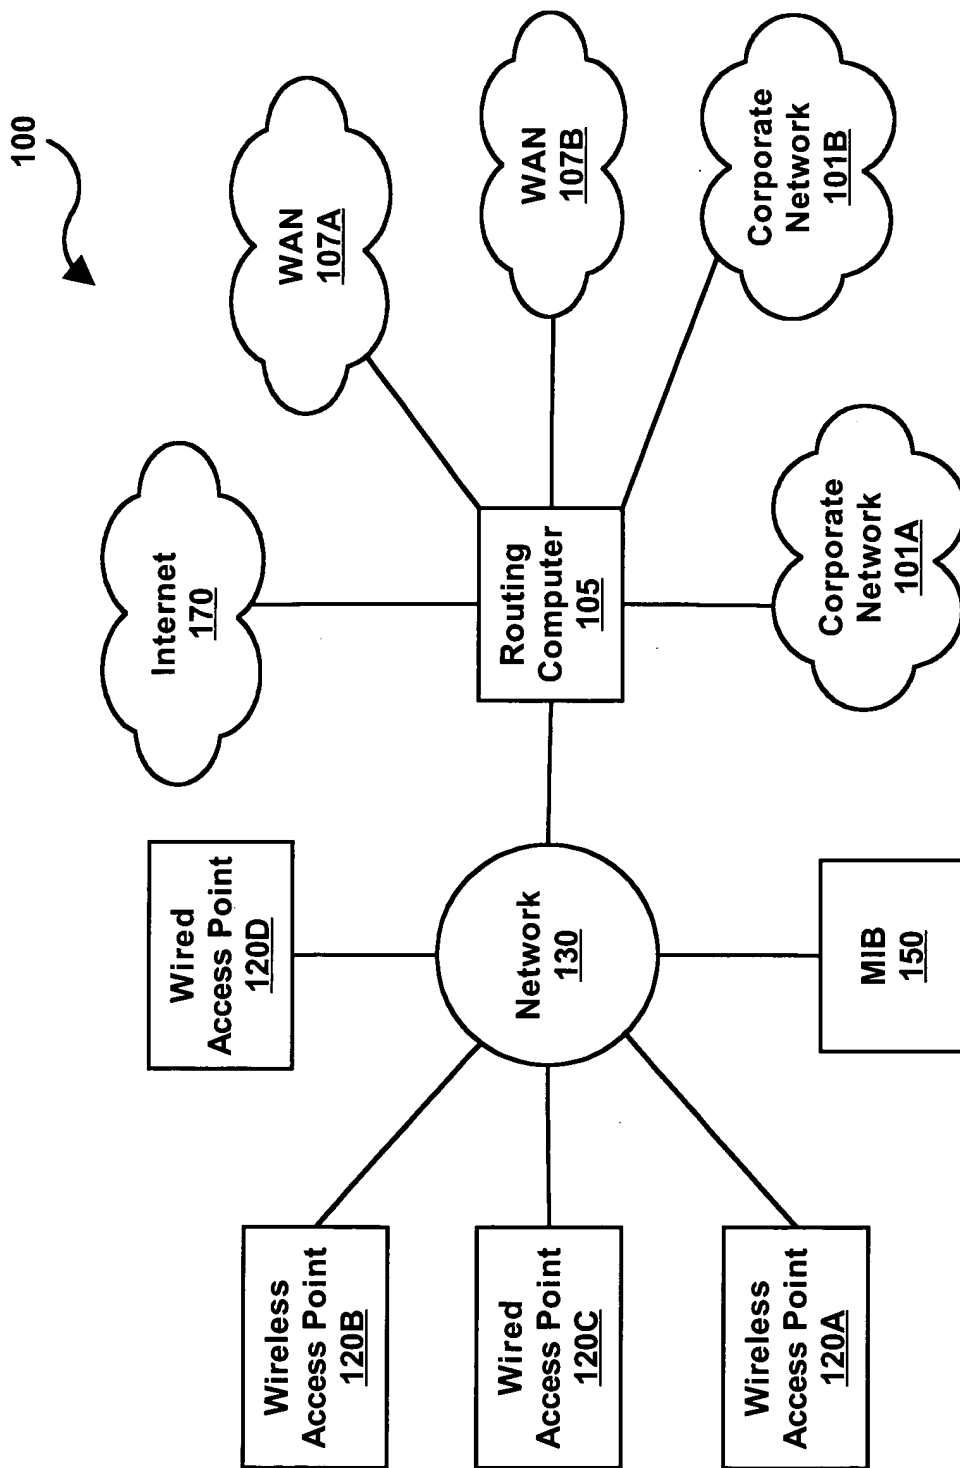 100
WAN
107A
WAN
107B
Corporate
Network
101B
Internet
170
Routing
Computer
105
Corporate
Network
101A
Wired
Access Point
120D
Network
130
MIB
150
Wireless
Access Point
120B
Wired
Access Point
120C
Wireless
Access Point
120A